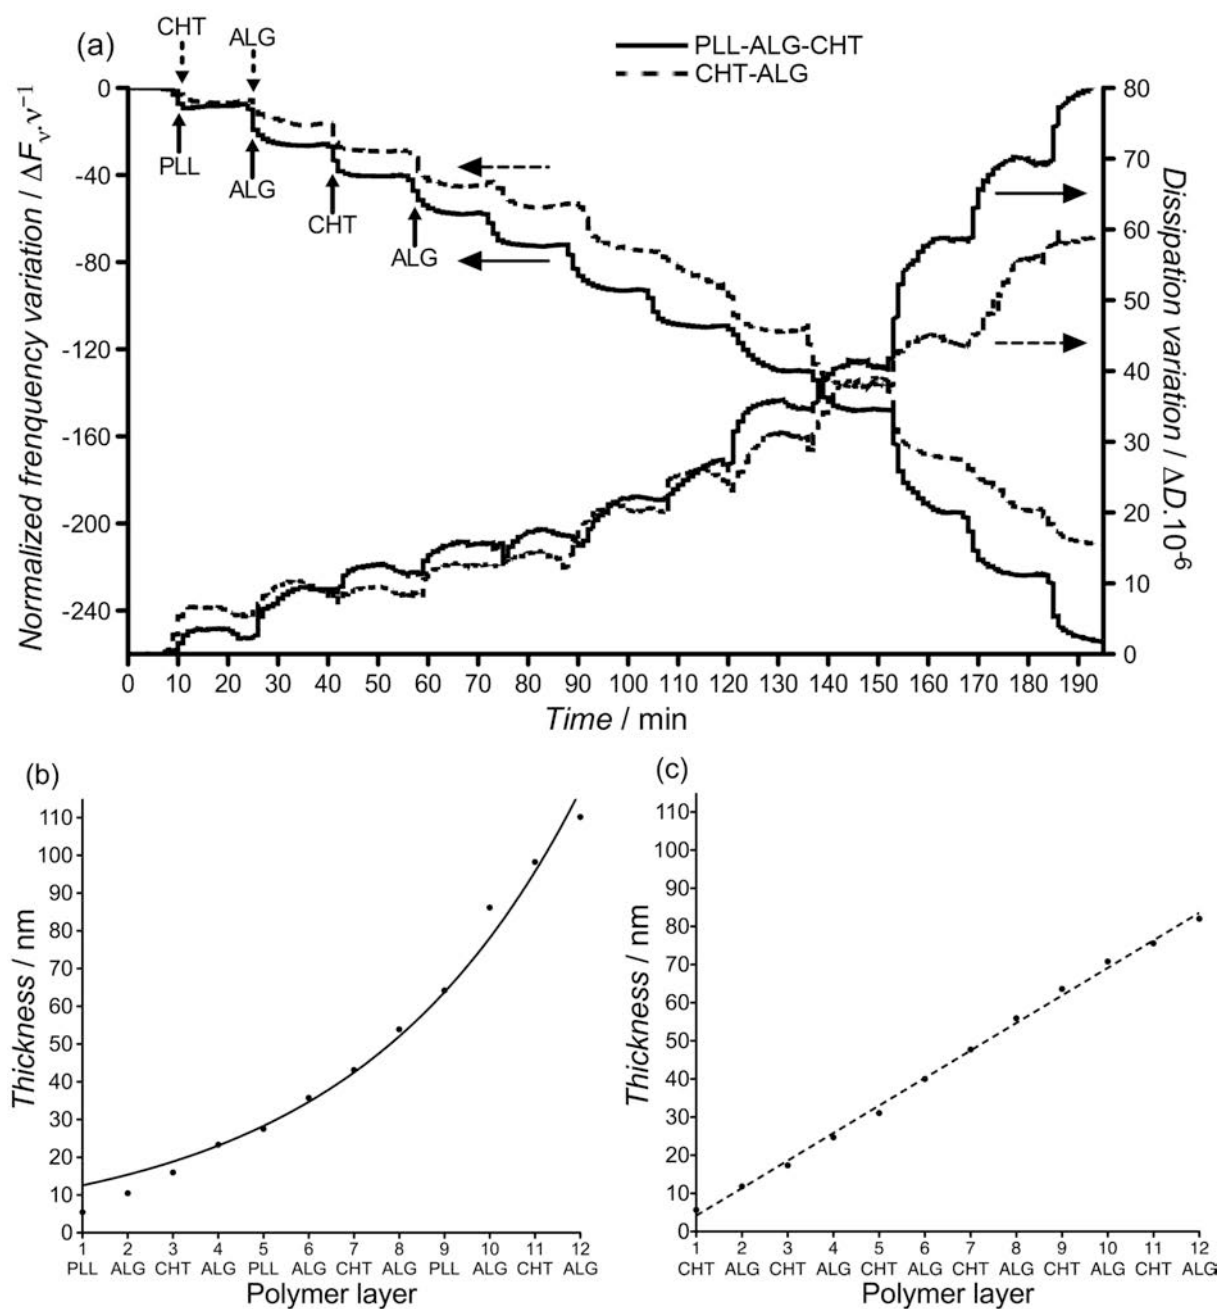 (a)
CHT
ALG
PLL-ALG-CHT
CHT-ALG
PLL
ALG
CHT
ALG
Normalized frenquency variation / ΔFν.ν⁻¹
0
-40
-80
-120
-160
-200
-240
Dissipation variation / ΔD.10⁻⁶
80
70
60
50
40
30
20
10
0
0 10 20 30 40 50 60 70 80 90 100 110 120 130 140 150 160 170 180 190
Time / min
(b)
Thickness / nm
110
100
90
80
70
60
50
40
30
20
10
0
1 2 3 4 5 6 7 8 9 10 11 12
PLL ALG CHT ALG PLL ALG CHT ALG PLL ALG CHT ALG
Polymer layer
(c)
Thickness / nm
110
100
90
80
70
60
50
40
30
20
10
0
1 2 3 4 5 6 7 8 9 10 11 12
CHT ALG CHT ALG CHT ALG CHT ALG CHT ALG CHT ALG
Polymer layer